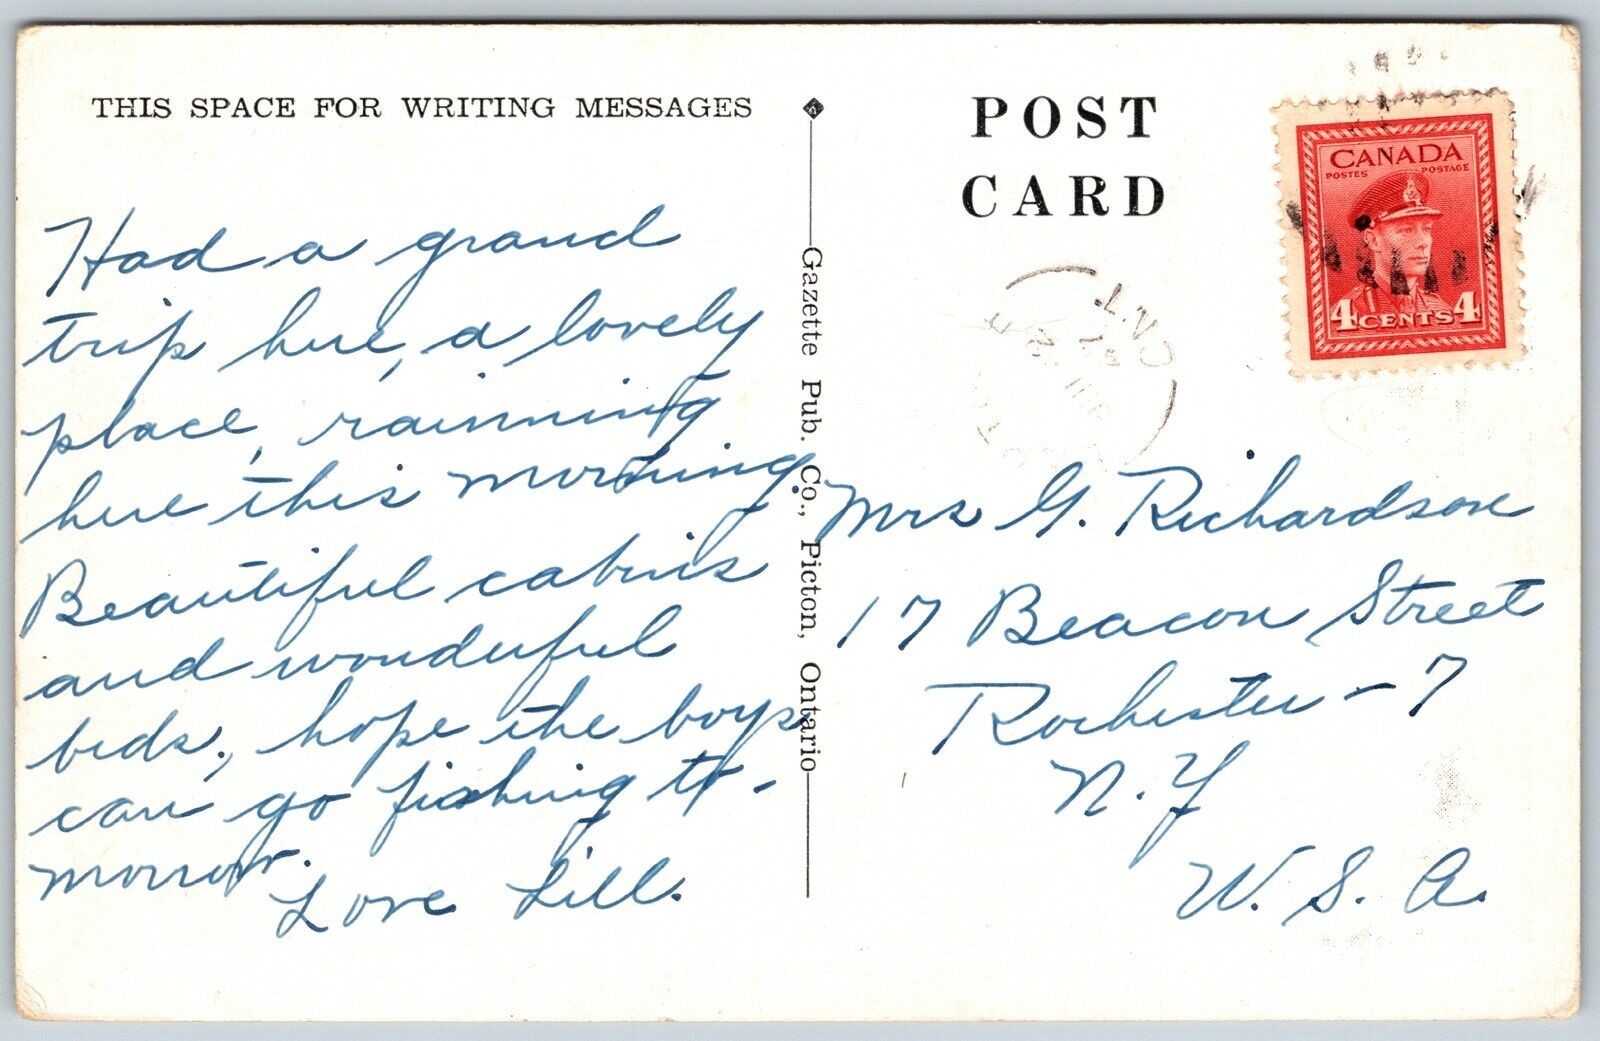 THIS SPACE FOR WRITING MESSAGES
Had a grand
trip here, a lovely
place, rainning
here this morning.
Beautiful cabins
and wonderful
beds, hope the boys
can go fishing to-
morrow.
Love Lill.
Gazette Pub. Co., Picton, Ontario
POST
CARD
CANADA
POSTES POSTAGE
4 CENTS 4
ONT
Mrs G. Richardson
17 Beacon Street
Rochester - 7
N. Y
U. S. A.